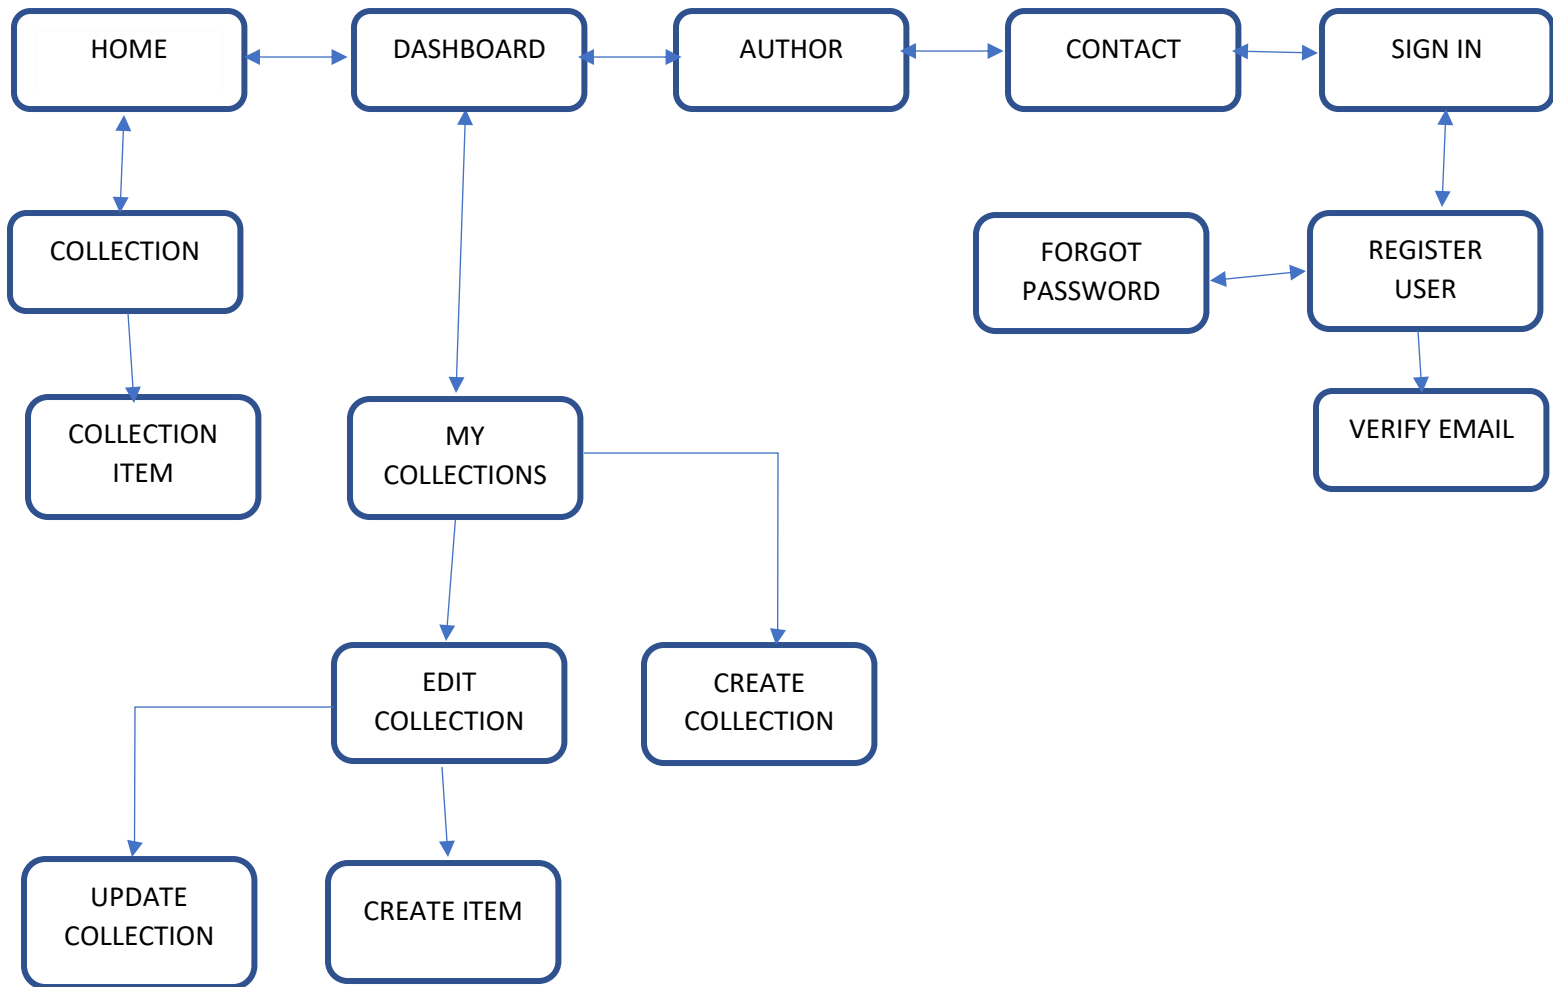 HOME
DASHBOARD
AUTHOR
CONTACT
SIGN IN
COLLECTION
FORGOT
PASSWORD
REGISTER
USER
COLLECTION
ITEM
MY
COLLECTIONS
VERIFY EMAIL
EDIT
COLLECTION
CREATE
COLLECTION
UPDATE
COLLECTION
CREATE ITEM